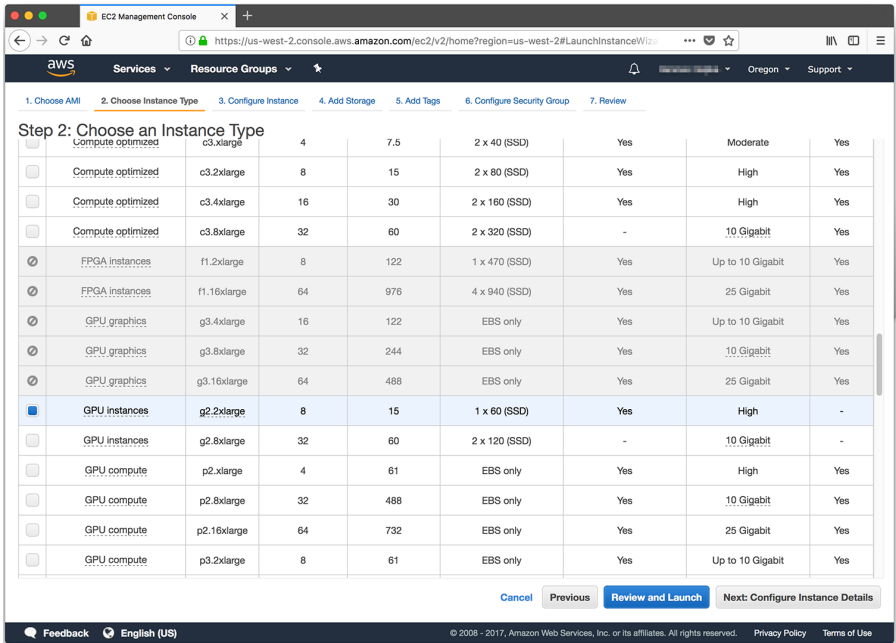 EC2 Management Console
https://us-west-2.console.aws.amazon.com/ec2/v2/home?region=us-west-2#LaunchInstanceWiza
aws Services Resource Groups Oregon Support
1. Choose AMI 2. Choose Instance Type 3. Configure Instance 4. Add Storage 5. Add Tags 6. Configure Security Group 7. Review
Step 2: Choose an Instance Type
Compute optimized c3.xlarge 4 7.5 2 x 40 (SSD) Yes Moderate Yes
Compute optimized c3.2xlarge 8 15 2 x 80 (SSD) Yes High Yes
Compute optimized c3.4xlarge 16 30 2 x 160 (SSD) Yes High Yes
Compute optimized c3.8xlarge 32 60 2 x 320 (SSD) - 10 Gigabit Yes
FPGA instances f1.2xlarge 8 122 1 x 470 (SSD) Yes Up to 10 Gigabit Yes
FPGA instances f1.16xlarge 64 976 4 x 940 (SSD) Yes 25 Gigabit Yes
GPU graphics g3.4xlarge 16 122 EBS only Yes Up to 10 Gigabit Yes
GPU graphics g3.8xlarge 32 244 EBS only Yes 10 Gigabit Yes
GPU graphics g3.16xlarge 64 488 EBS only Yes 25 Gigabit Yes
GPU instances g2.2xlarge 8 15 1 x 60 (SSD) Yes High -
GPU instances g2.8xlarge 32 60 2 x 120 (SSD) - 10 Gigabit -
GPU compute p2.xlarge 4 61 EBS only Yes High Yes
GPU compute p2.8xlarge 32 488 EBS only Yes 10 Gigabit Yes
GPU compute p2.16xlarge 64 732 EBS only Yes 25 Gigabit Yes
GPU compute p3.2xlarge 8 61 EBS only Yes Up to 10 Gigabit Yes
Cancel Previous Review and Launch Next: Configure Instance Details
Feedback English (US) © 2008 - 2017, Amazon Web Services, Inc. or its affiliates. All rights reserved. Privacy Policy Terms of Use